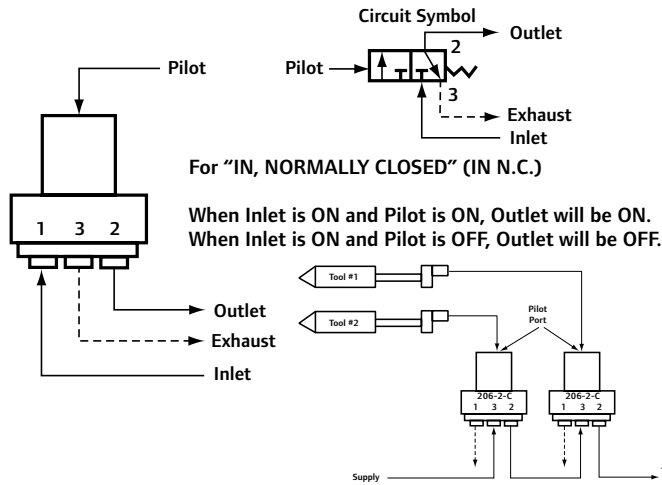 Circuit Symbol
2
Outlet
Pilot
Pilot
3
Exhaust
Inlet
For “IN, NORMALLY CLOSED” (IN N.C.)
When Inlet is ON and Pilot is ON, Outlet will be ON.
When Inlet is ON and Pilot is OFF, Outlet will be OFF.
1 3 2
Outlet
Exhaust
Inlet
Tool #1
Tool #2
Pilot
Port
206-2-C
1 3 2
206-2-C
1 3 2
Supply